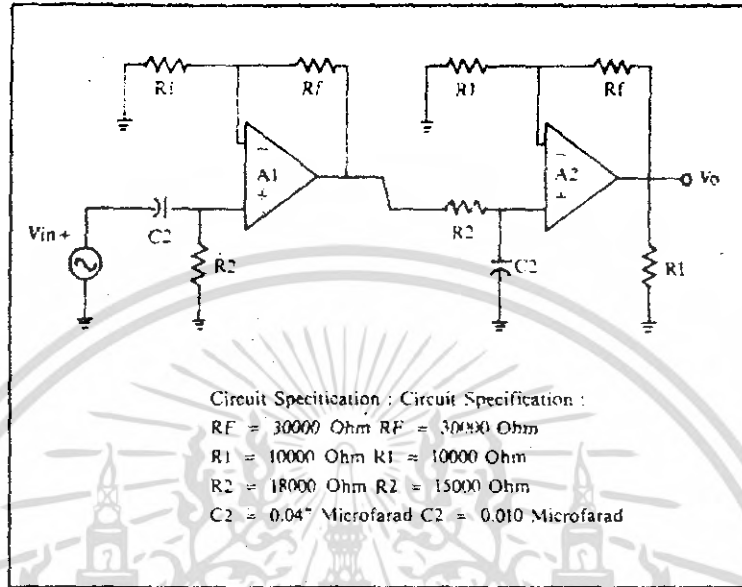 Rf Rf R1 Rf
− −
A1 A2
+ + Vo
Vin + C2 R2
R2 C2 R1
Circuit Specitication : Circuit Specification :
RF = 30000 Ohm RF = 30000 Ohm
R1 = 10000 Ohm R1 = 10000 Ohm
R2 = 18000 Ohm R2 = 15000 Ohm
Microfarad C2 = 0.010 Microfarad
C2 =